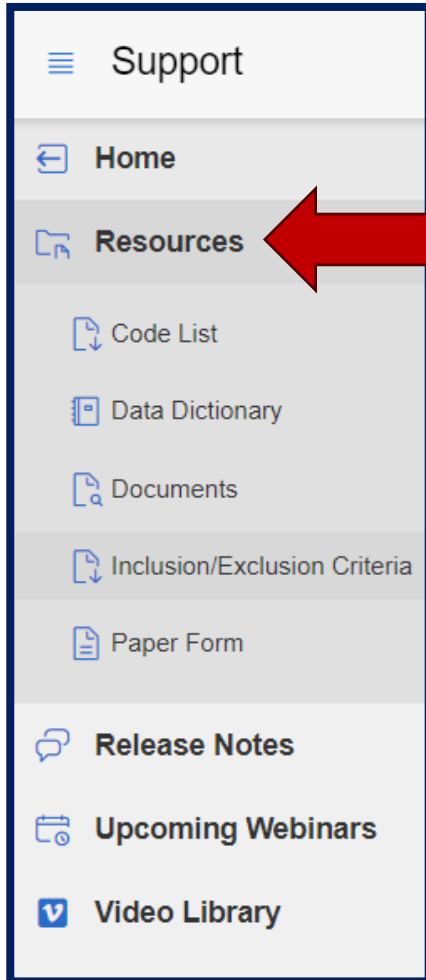 Support
Home
Resources
Code List
Data Dictionary
Documents
Inclusion/Exclusion Criteria
Paper Form
Release Notes
Upcoming Webinars
Video Library